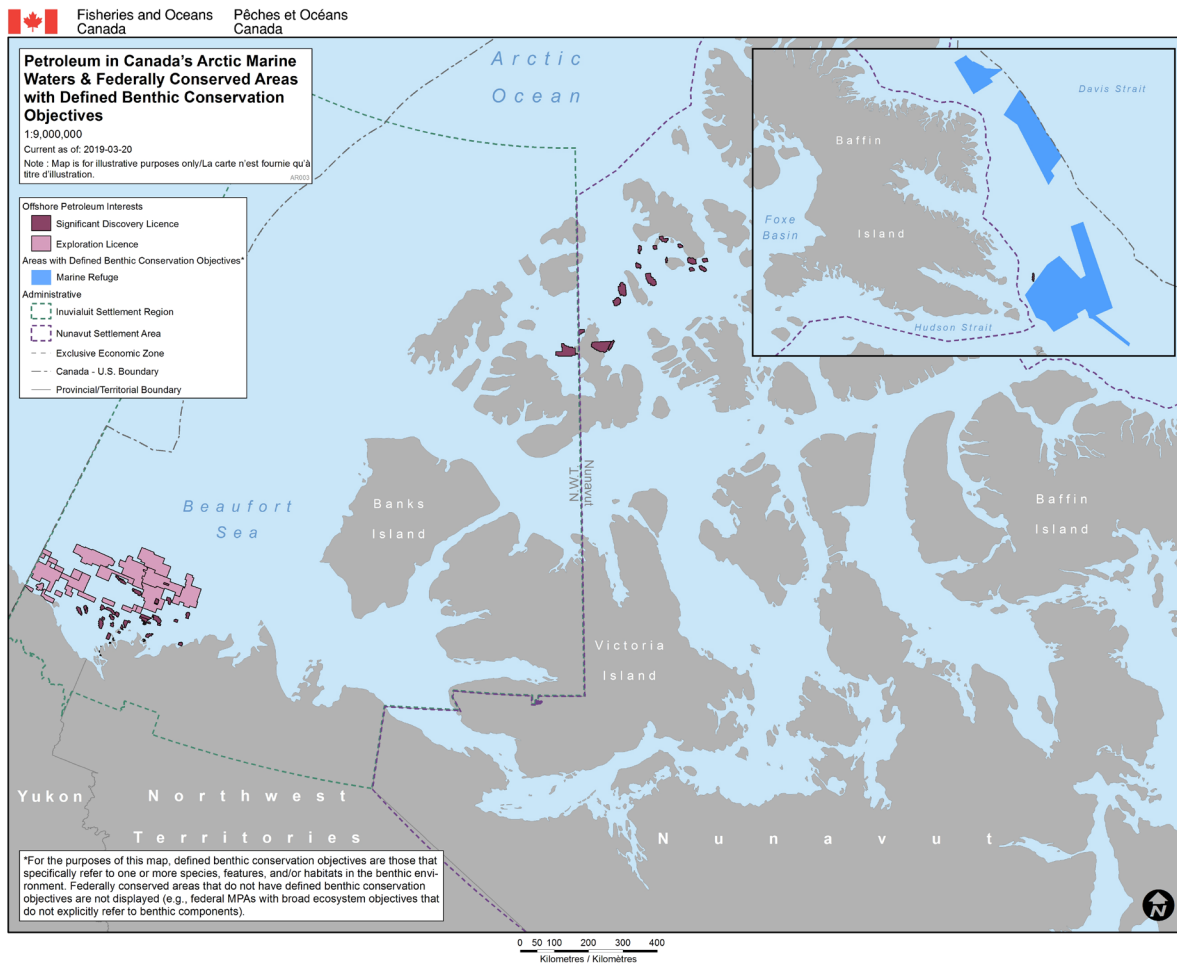 Fisheries and Oceans Pêches et Océans
Canada Canada
Petroleum in Canada's Arctic Marine
Waters & Federally Conserved Areas
with Defined Benthic Conservation
Objectives
1:9,000,000
Current as of: 2019-03-20
Note : Map is for illustrative purposes only/La carte n'est fournie qu'à
titre d'illustration.
AR003
Offshore Petroleum Interests
Significant Discovery Licence
Exploration Licence
Areas with Defined Benthic Conservation Objectives*
Marine Refuge
Administrative
Inuvialuit Settlement Region
Nunavut Settlement Area
Exclusive Economic Zone
Canada - U.S. Boundary
Provincial/Territorial Boundary
Arctic
Ocean
Davis Strait
Baffin
Island
Foxe
Basin
Hudson Strait
Beaufort
Sea
Banks
Island
Nunavut
N.W.T.
Baffin
Island
Victoria
Island
Yukon
Northwest
Territories
Nunavut
*For the purposes of this map, defined benthic conservation objectives are those that
specifically refer to one or more species, features, and/or habitats in the benthic envi-
ronment. Federally conserved areas that do not have defined benthic conservation
objectives are not displayed (e.g., federal MPAs with broad ecosystem objectives that
do not explicitly refer to benthic components).
N
0 50 100 200 300 400
Kilometres / Kilomètres